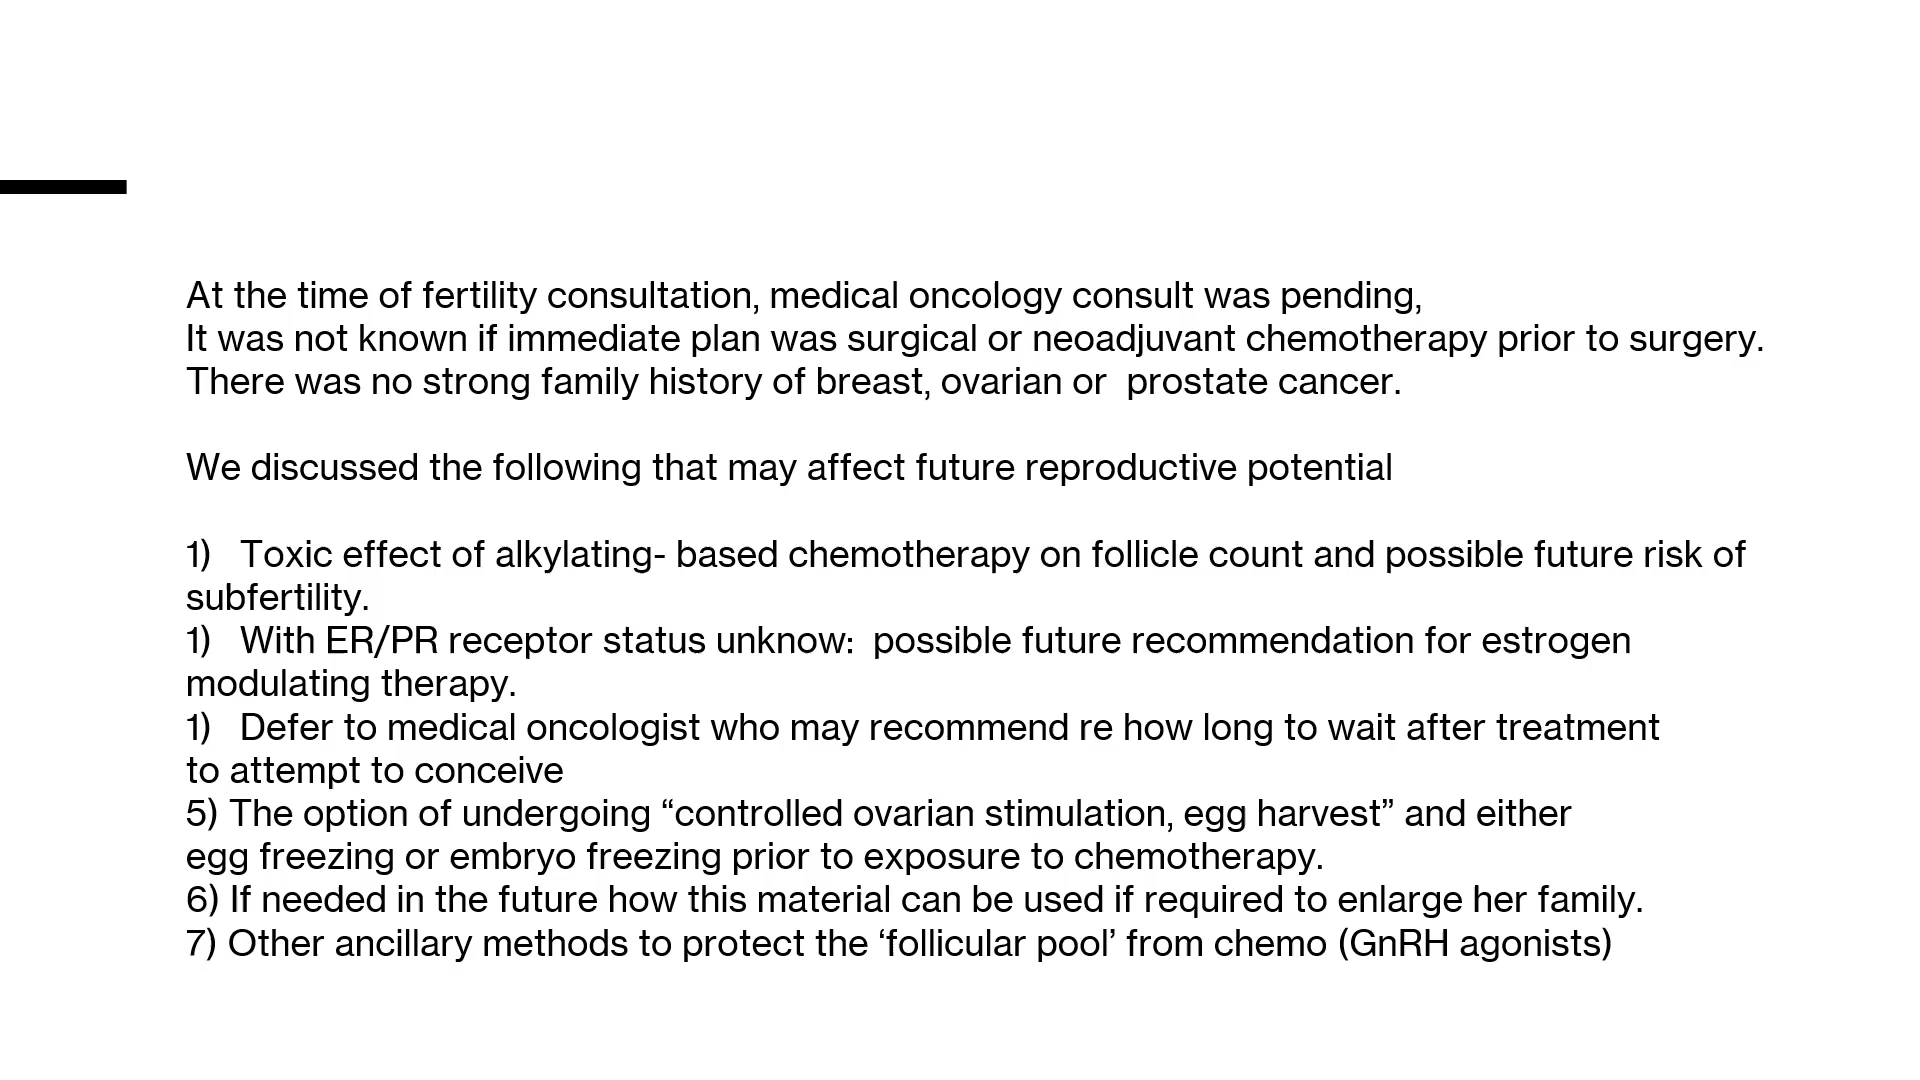 At the time of fertility consultation, medical oncology consult was pending,
It was not known if immediate plan was surgical or neoadjuvant chemotherapy prior to surgery.
There was no strong family history of breast, ovarian or  prostate cancer.
We discussed the following that may affect future reproductive potential
1)   Toxic effect of alkylating- based chemotherapy on follicle count and possible future risk of
subfertility.
1)   With ER/PR receptor status unknow:  possible future recommendation for estrogen
modulating therapy.
1)   Defer to medical oncologist who may recommend re how long to wait after treatment
to attempt to conceive
5) The option of undergoing “controlled ovarian stimulation, egg harvest” and either
egg freezing or embryo freezing prior to exposure to chemotherapy.
6) If needed in the future how this material can be used if required to enlarge her family.
7) Other ancillary methods to protect the ‘follicular pool’ from chemo (GnRH agonists)